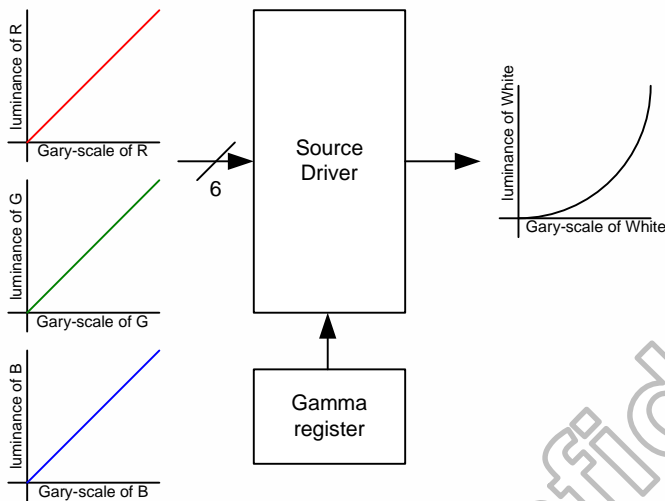 luminance of R
Gary-scale of R
luminance of G
Gary-scale of G
luminance of B
Gary-scale of B
6
Source
Driver
Gamma
register
luminance of White
Gary-scale of White